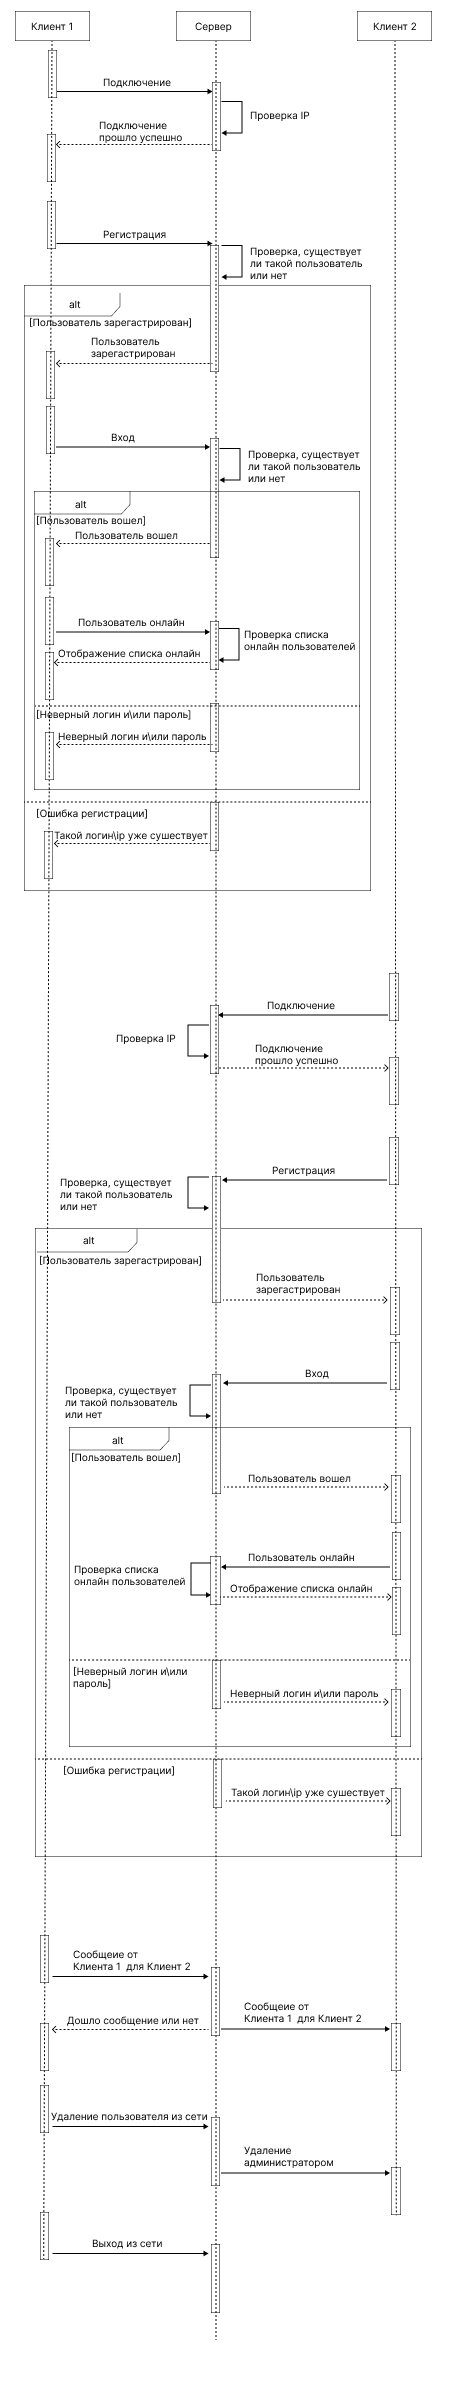 Клиент 1
Сервер
Клиент 2
Подключение
Проверка IP
Подключение
прошло успешно
Регистрация
Проверка, существует
ли такой пользователь
или нет
alt
[Пользователь зарегастрирован]
Пользователь
зарегастрирован
Вход
Проверка, существует
ли такой пользователь
или нет
alt
[Пользователь вошел]
Пользователь вошел
Пользователь онлайн
Проверка списка
онлайн пользователей
Отображение списка онлайн
[Неверный логин и\или пароль]
Неверный логин и\или пароль
[Ошибка регистрации]
Такой логин\ip уже сушествует
Подключение
Проверка IP
Подключение
прошло успешно
Регистрация
Проверка, существует
ли такой пользователь
или нет
alt
[Пользователь зарегастрирован]
Пользователь
зарегастрирован
Вход
Проверка, существует
ли такой пользователь
или нет
alt
[Пользователь вошел]
Пользователь вошел
Пользователь онлайн
Проверка списка
онлайн пользователей
Отображение списка онлайн
[Неверный логин и\или
пароль]
Неверный логин и\или пароль
[Ошибка регистрации]
Такой логин\ip уже сушествует
Сообщеие от
Клиента 1 для Клиент 2
Сообщеие от
Клиента 1 для Клиент 2
Дошло сообщение или нет
Удаление пользователя из сети
Удаление
администратором
Выход из сети